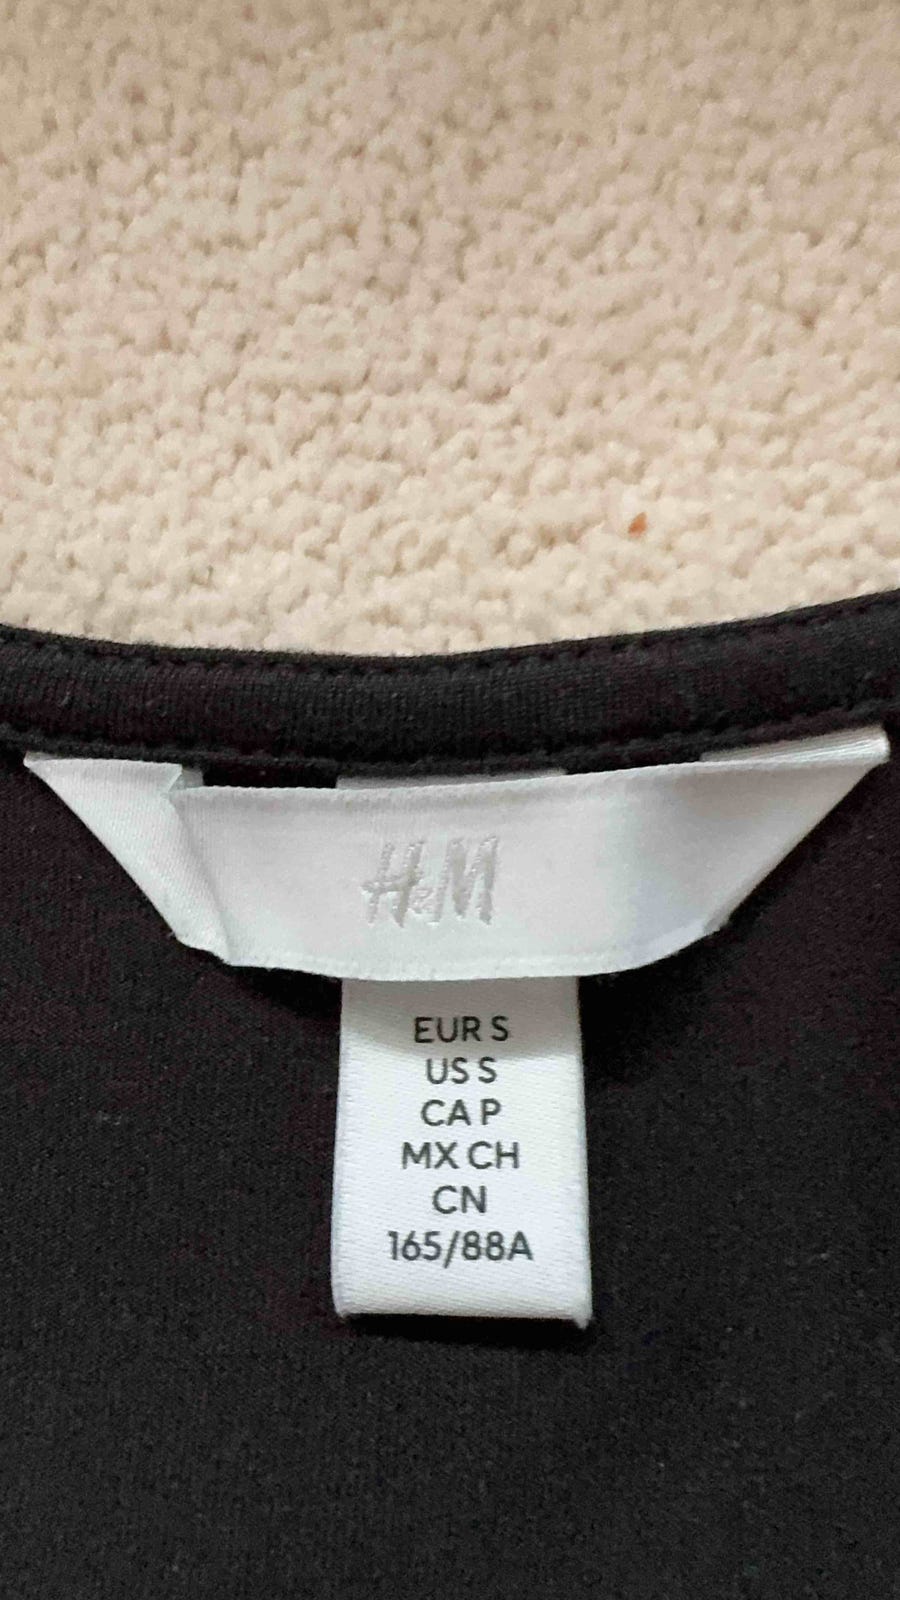 H&M
EUR S
US S
CA P
MX CH
CN
165/88A